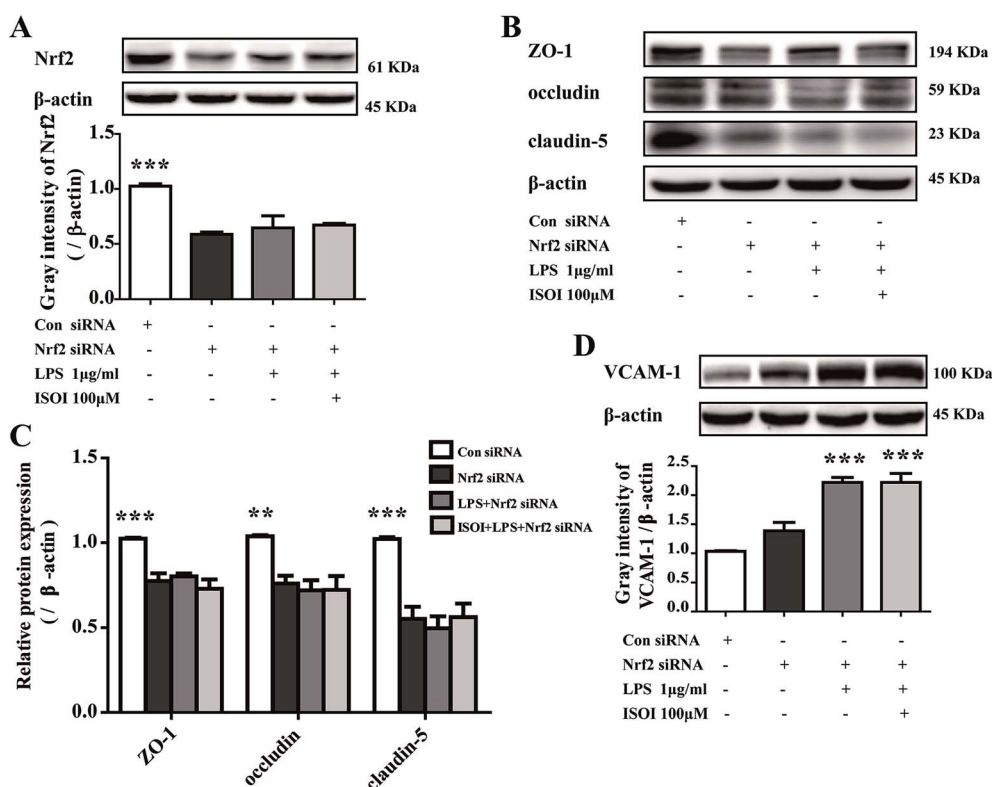 A
Nrf2
61 KDa
β-actin
45 KDa
Gray intensity of Nrf2
( / β-actin)
1.5
1.0
0.5
0.0
***
Con siRNA + - - -
Nrf2 siRNA - + + +
LPS 1μg/ml - - + +
ISOI 100μM - - - +
B
ZO-1
194 KDa
occludin
59 KDa
claudin-5
23 KDa
β-actin
45 KDa
Con siRNA + - - -
Nrf2 siRNA - + + +
LPS 1μg/ml - - + +
ISOI 100μM - - - +
C
Relative protein expression
( / β -actin )
1.5
1.0
0.5
0.0
*** ** ***
Con siRNA
Nrf2 siRNA
LPS+Nrf2 siRNA
ISOI+LPS+Nrf2 siRNA
ZO-1
occludin
claudin-5
D
VCAM-1
100 KDa
β-actin
45 KDa
Gray intensity of
VCAM-1 / β -actin
2.5
2.0
1.5
1.0
0.5
0.0
*** ***
Con siRNA + - - -
Nrf2 siRNA - + + +
LPS 1μg/ml - - + +
ISOI 100μM - - - +